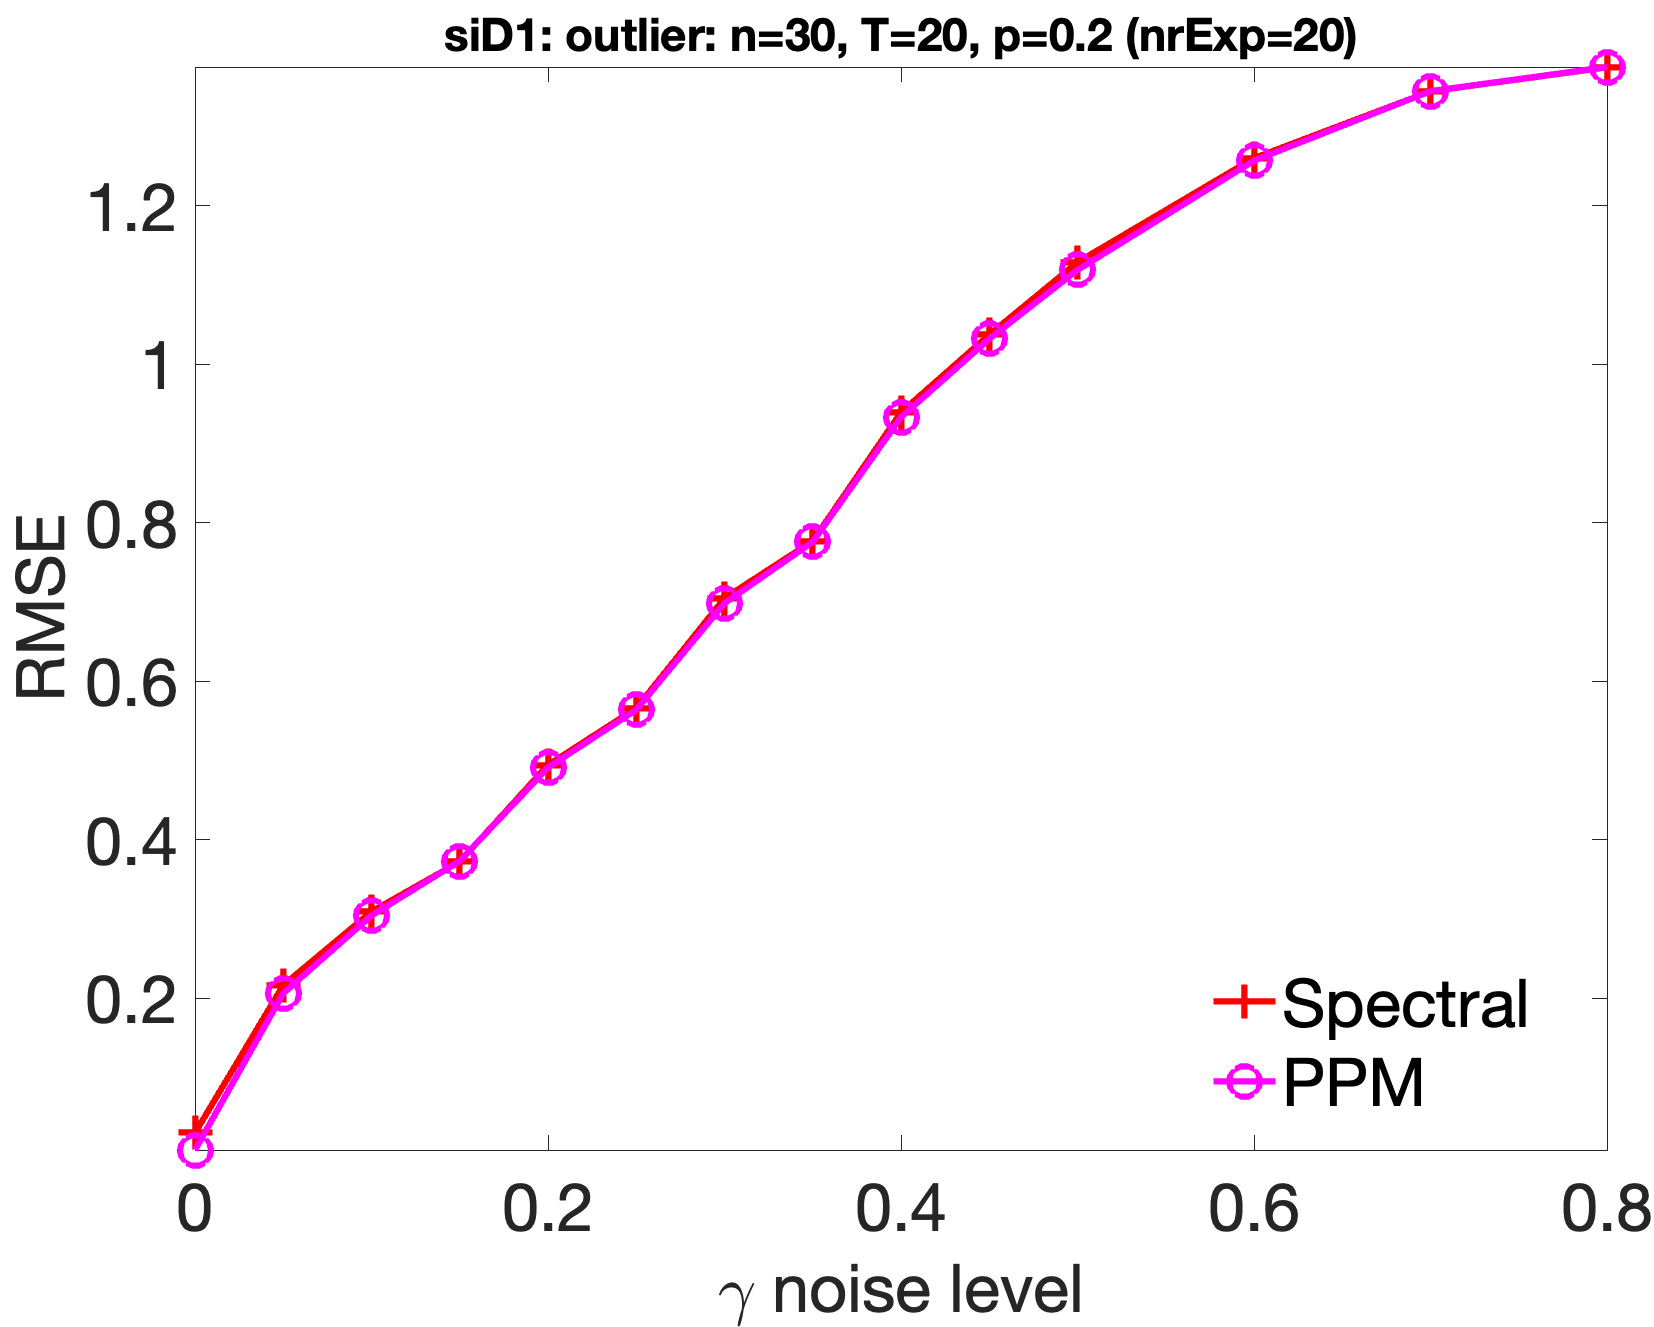 siD1: outlier: n=30, T=20, p=0.2 (nrExp=20)
1.2
1
0.8
0.6
0.4
0.2
RMSE
Spectral
PPM
0 0.2 0.4 0.6 0.8
γ noise level